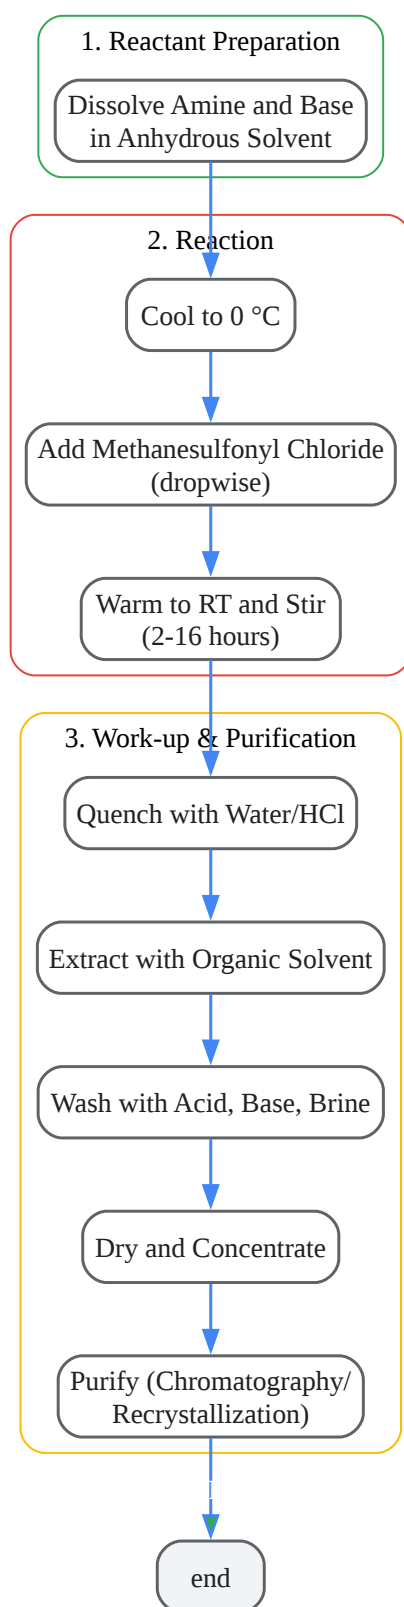 1. Reactant Preparation
Dissolve Amine and Base
in Anhydrous Solvent
2. Reaction
Cool to 0 °C
Add Methanesulfonyl Chloride
(dropwise)
Warm to RT and Stir
(2-16 hours)
3. Work-up & Purification
Quench with Water/HCl
Extract with Organic Solvent
Wash with Acid, Base, Brine
Dry and Concentrate
Purify (Chromatography/
Recrystallization)
end